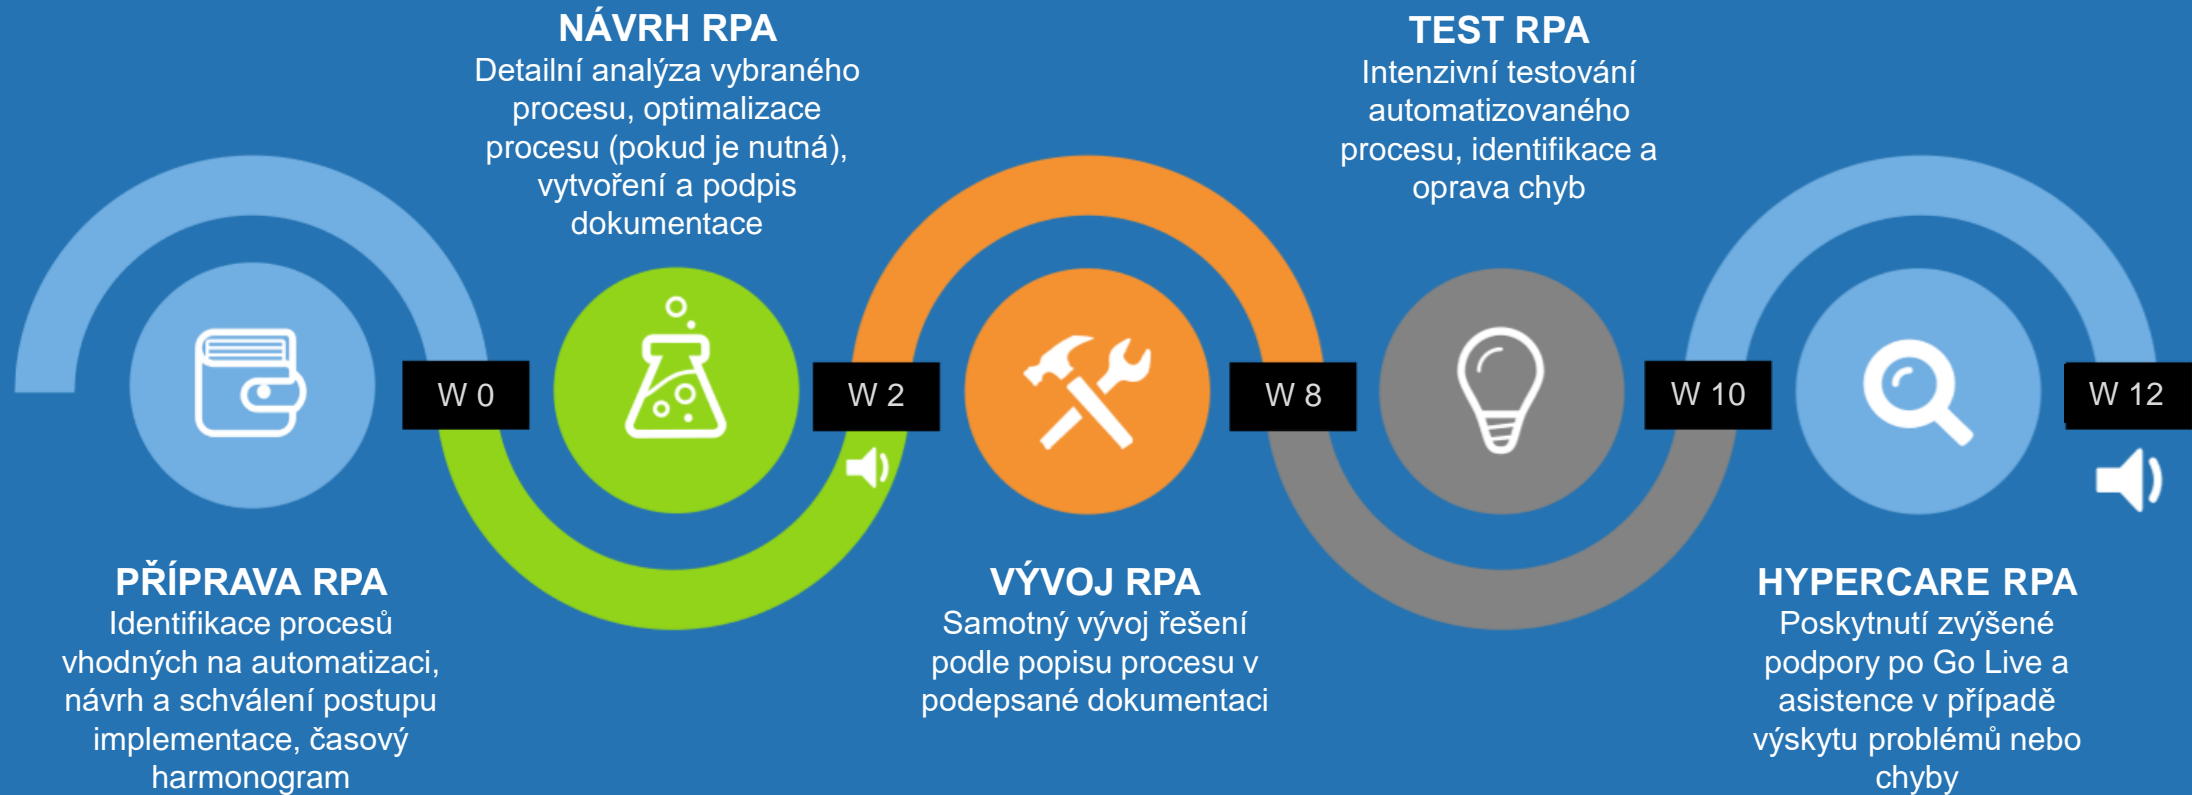 PŘÍPRAVA RPA
Identifikace procesů
vhodných na automatizaci,
návrh a schválení postupu
implementace, časový
harmonogram
W 0
NÁVRH RPA
Detailní analýza vybraného
procesu, optimalizace
procesu (pokud je nutná),
vytvoření a podpis
dokumentace
W 2
VÝVOJ RPA
Samotný vývoj řešení
podle popisu procesu v
podepsané dokumentaci
W 8
TEST RPA
Intenzivní testování
automatizovaného
procesu, identifikace a
oprava chyb
W 10
HYPERCARE RPA
Poskytnutí zvýšené
podpory po Go Live a
asistence v případě
výskytu problémů nebo
chyby
W 12